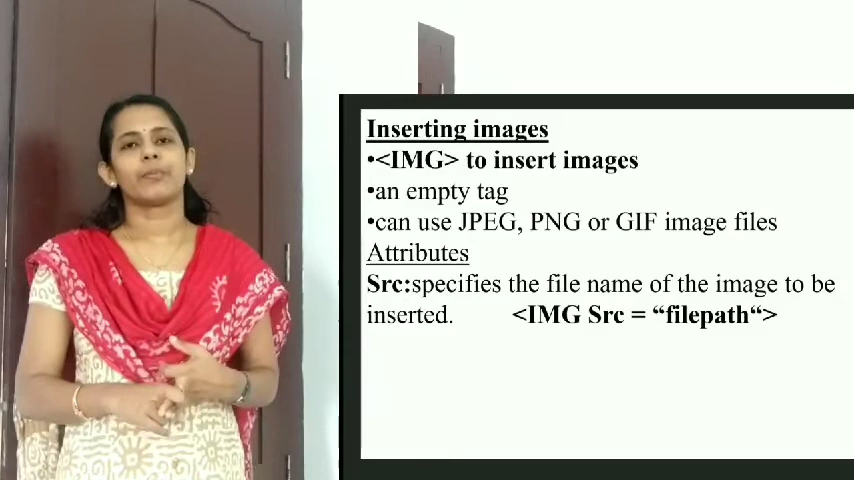 Inserting images
•<IMG> to insert images
•an empty tag
•can use JPEG, PNG or GIF image files
Attributes
Src:specifies the file name of the image to be
inserted. <IMG Src = “filepath“>